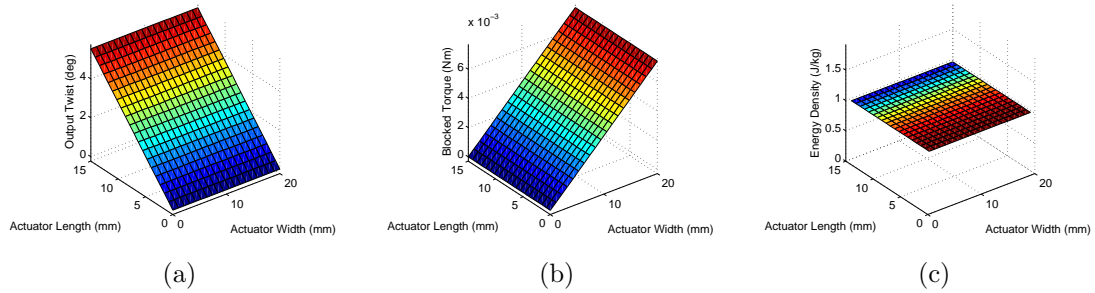 Output Twist (deg)
4
2
0
15
10
5
0
0
10
20
Actuator Length (mm)
Actuator Width (mm)
(a)
x 10⁻³
Blocked Torque (Nm)
6
4
2
0
15
10
5
0
0
10
20
Actuator Length (mm)
Actuator Width (mm)
(b)
Energy Density (J/kg)
1.5
1
0.5
0
15
10
5
0
0
10
20
Actuator Length (mm)
Actuator Width (mm)
(c)